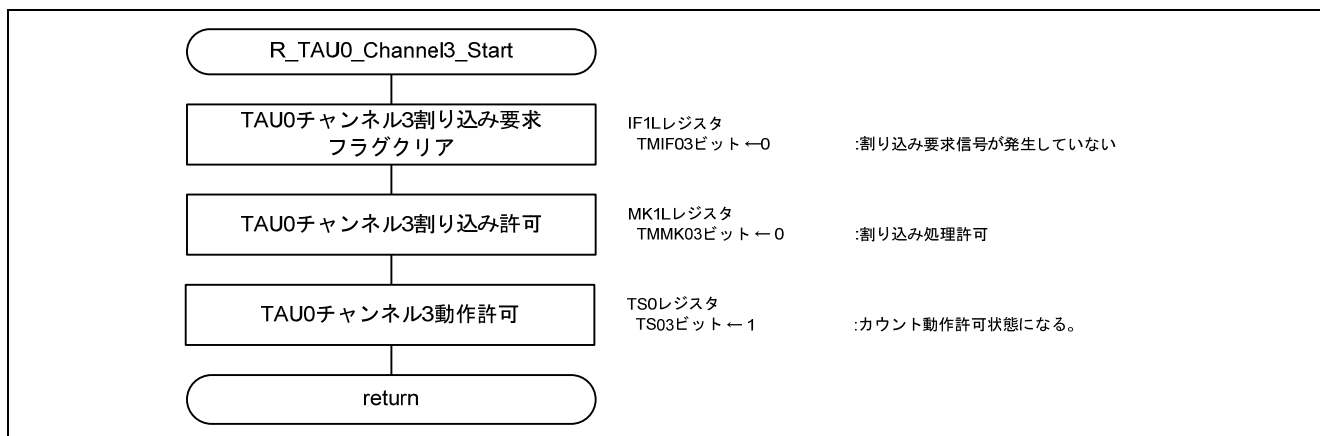 R_TAU0_Channel3_Start
TAU0チャンネル3割り込み要求
フラグクリア
IF1Lレジスタ
TMIF03ビット ←0 :割り込み要求信号が発生していない
TAU0チャンネル3割り込み許可
MK1Lレジスタ
TMMK03ビット ← 0 :割り込み処理許可
TAU0チャンネル3動作許可
TS0レジスタ
TS03ビット ← 1 :カウント動作許可状態になる。
return